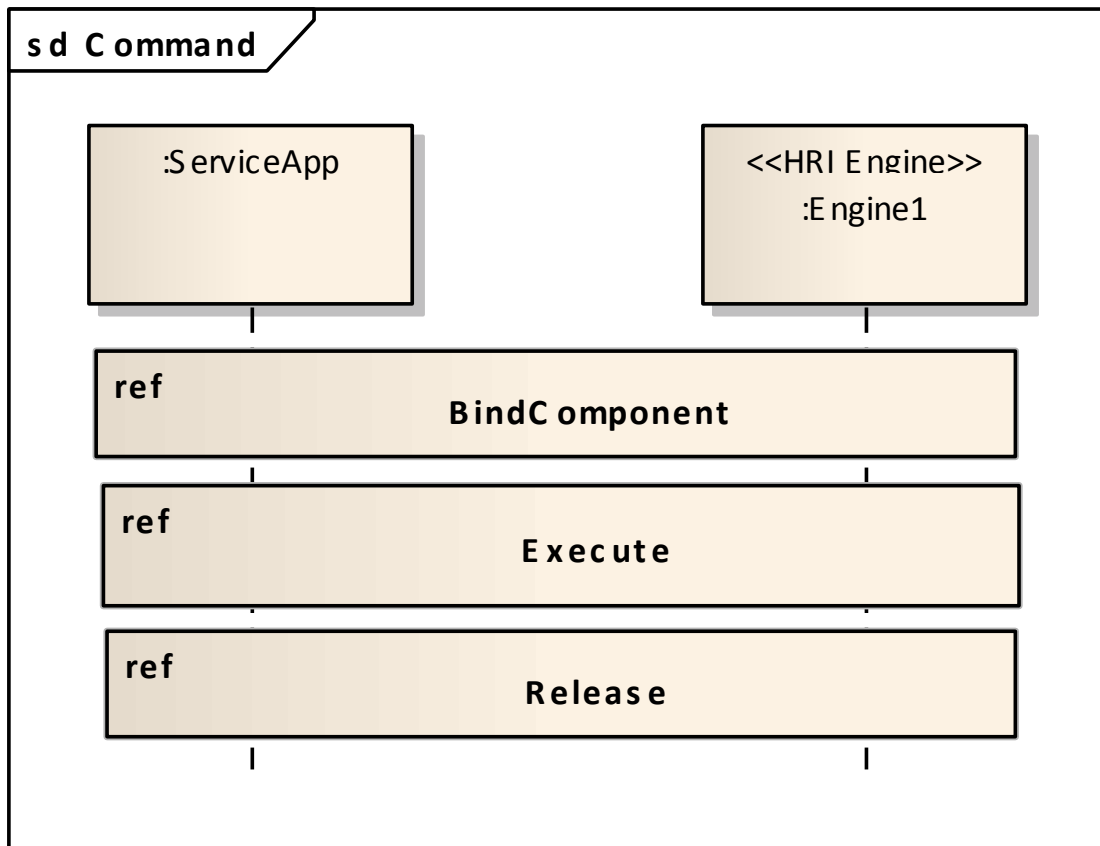 sd Command
:ServiceApp
<<HRI Engine>>
:Engine1
ref
BindComponent
ref
Execute
ref
Release